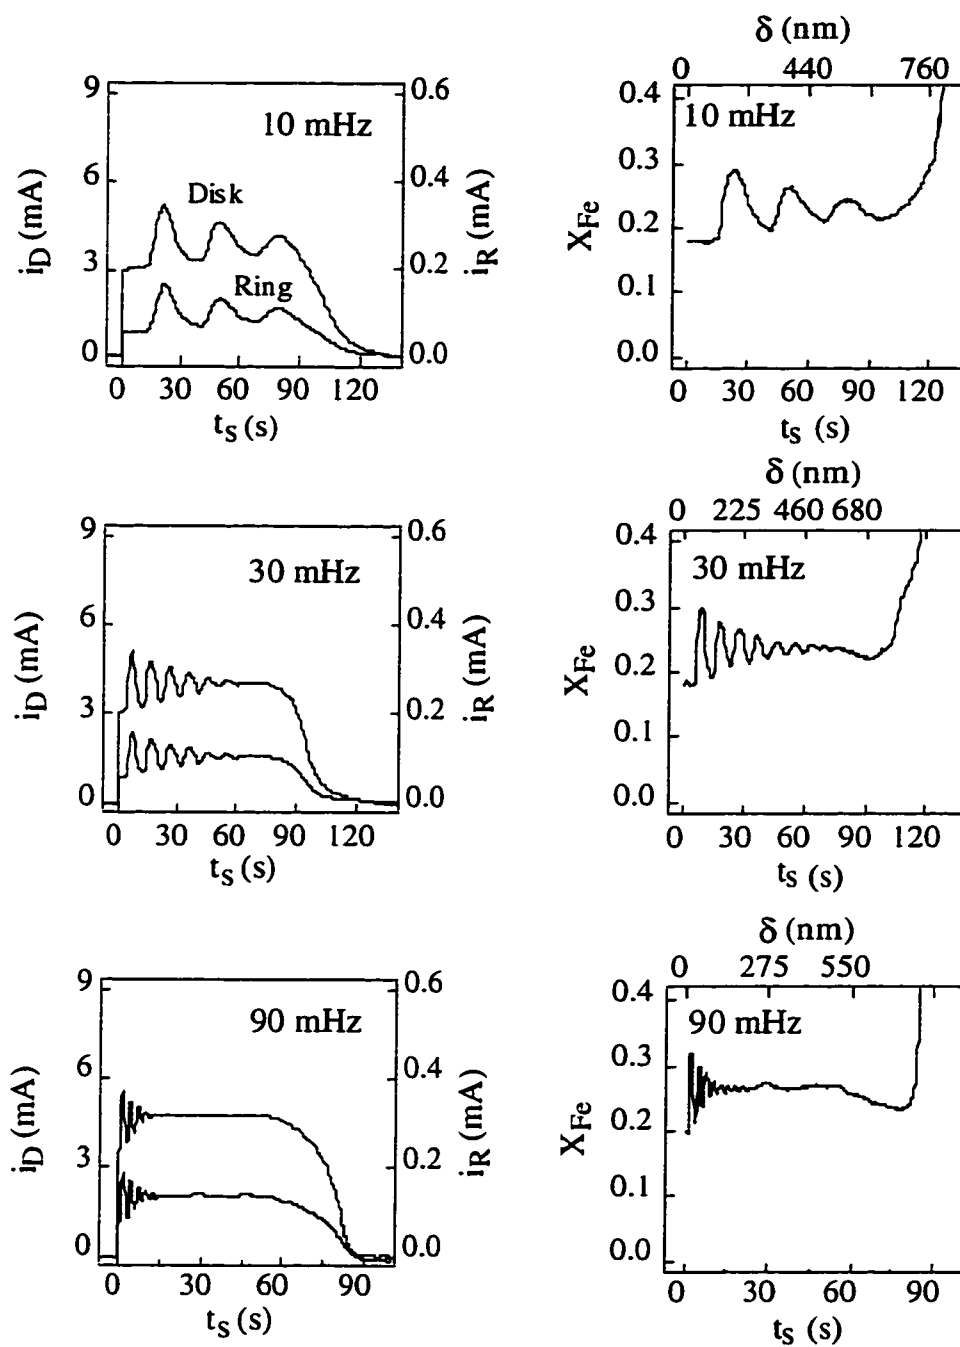 δ (nm)
0 440 760
9 0.6 0.4
10 mHz 10 mHz
6 0.4 0.3
Disk
i_D (mA) i_R (mA) X_Fe
3 0.2 0.2
Ring
0.1
0 0.0 0.0
0 30 60 90 120 0 30 60 90 120
t_S (s) t_S (s)
δ (nm)
0 225 460 680
9 0.6 0.4
30 mHz 30 mHz
6 0.4 0.3
i_D (mA) i_R (mA) X_Fe
3 0.2 0.2
0.1
0 0.0 0.0
0 30 60 90 120 0 30 60 90 120
t_S (s) t_S (s)
δ (nm)
0 275 550
9 0.6 0.4
90 mHz 90 mHz
6 0.4 0.3
i_D (mA) i_R (mA) X_Fe
3 0.2 0.2
0.1
0 0.0 0.0
0 30 60 90 0 30 60 90
t_S (s) t_S (s)